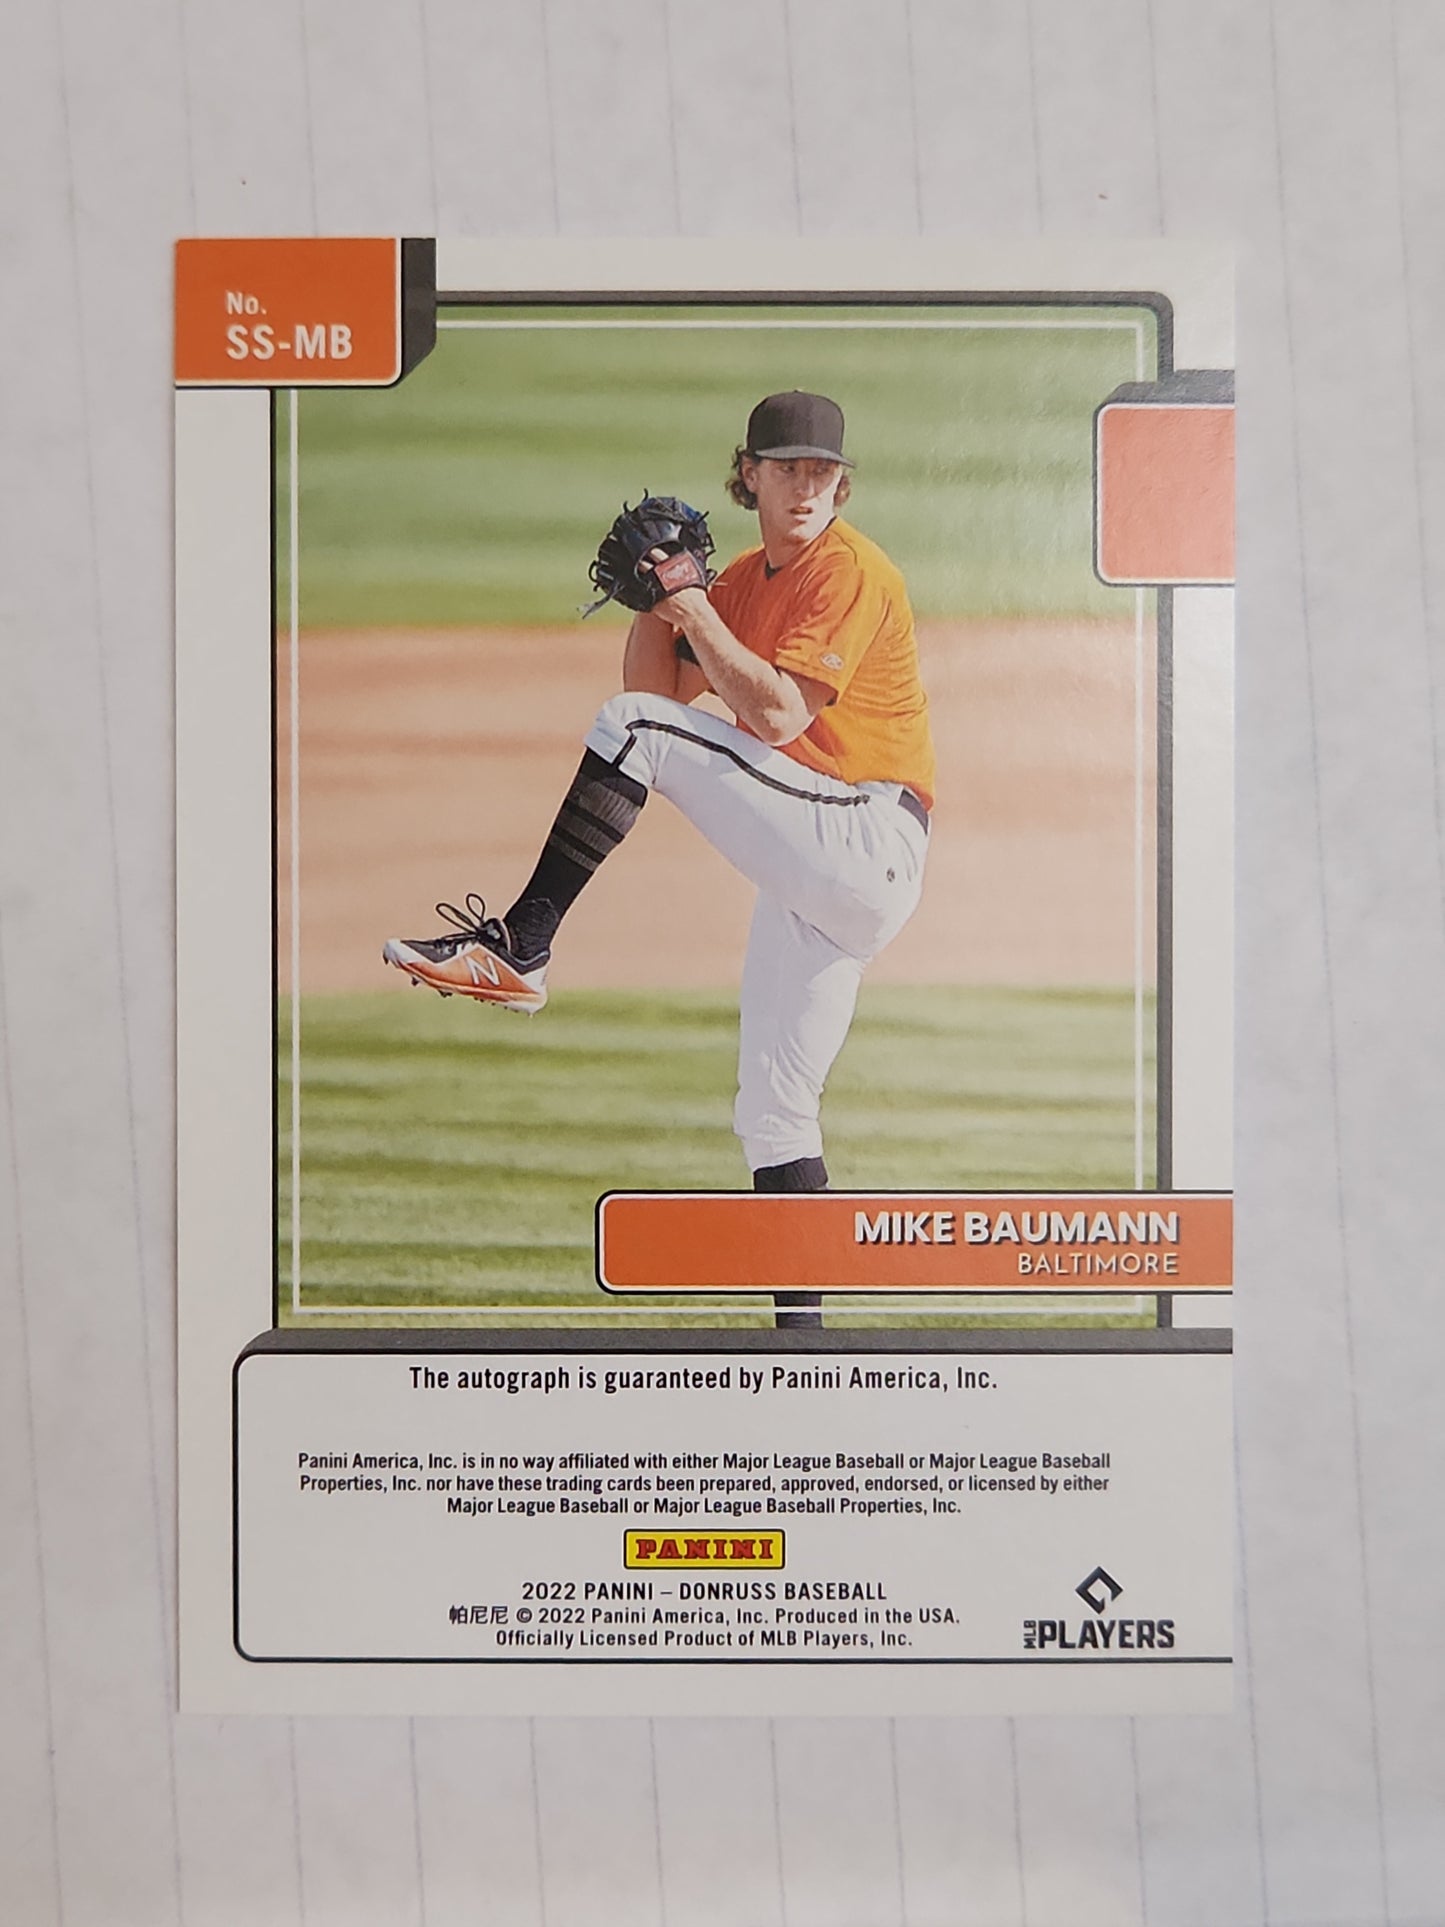 No.
SS-MB
N
MIKE BAUMANN
BALTIMORE
The autograph is guaranteed by Panini America, Inc.
Panini America, Inc. is in no way affiliated with either Major League Baseball or Major League Baseball
Properties, Inc. nor have these trading cards been prepared, approved, endorsed, or licensed by either
Major League Baseball or Major League Baseball Properties, Inc.
PANINI
2022 PANINI – DONRUSS BASEBALL
帕尼尼 © 2022 Panini America, Inc. Produced in the USA.
Officially Licensed Product of MLB Players, Inc.
MLB PLAYERS